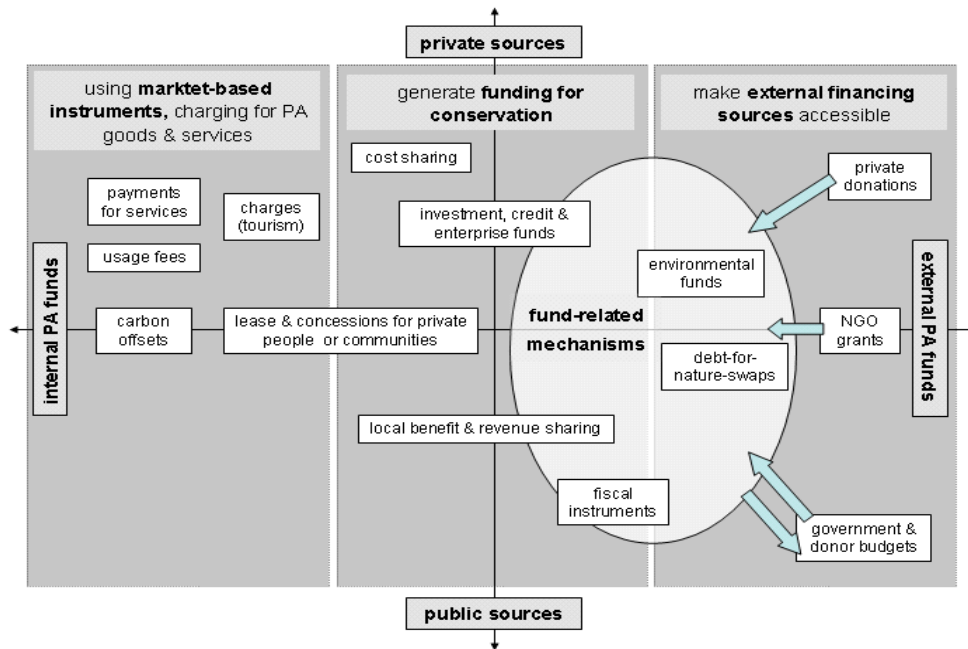 private sources
using marktet-based
instruments, charging for PA
goods & services
generate funding for
conservation
make external financing
sources accessible
cost sharing
private
donations
payments
for services
charges
(tourism)
investment, credit &
enterprise funds
usage fees
environmental
funds
internal PA funds
carbon
offsets
lease & concessions for private
people or communities
fund-related
mechanisms
NGO
grants
external PA funds
debt-for-
nature-swaps
local benefit & revenue sharing
fiscal
instruments
government &
donor budgets
public sources